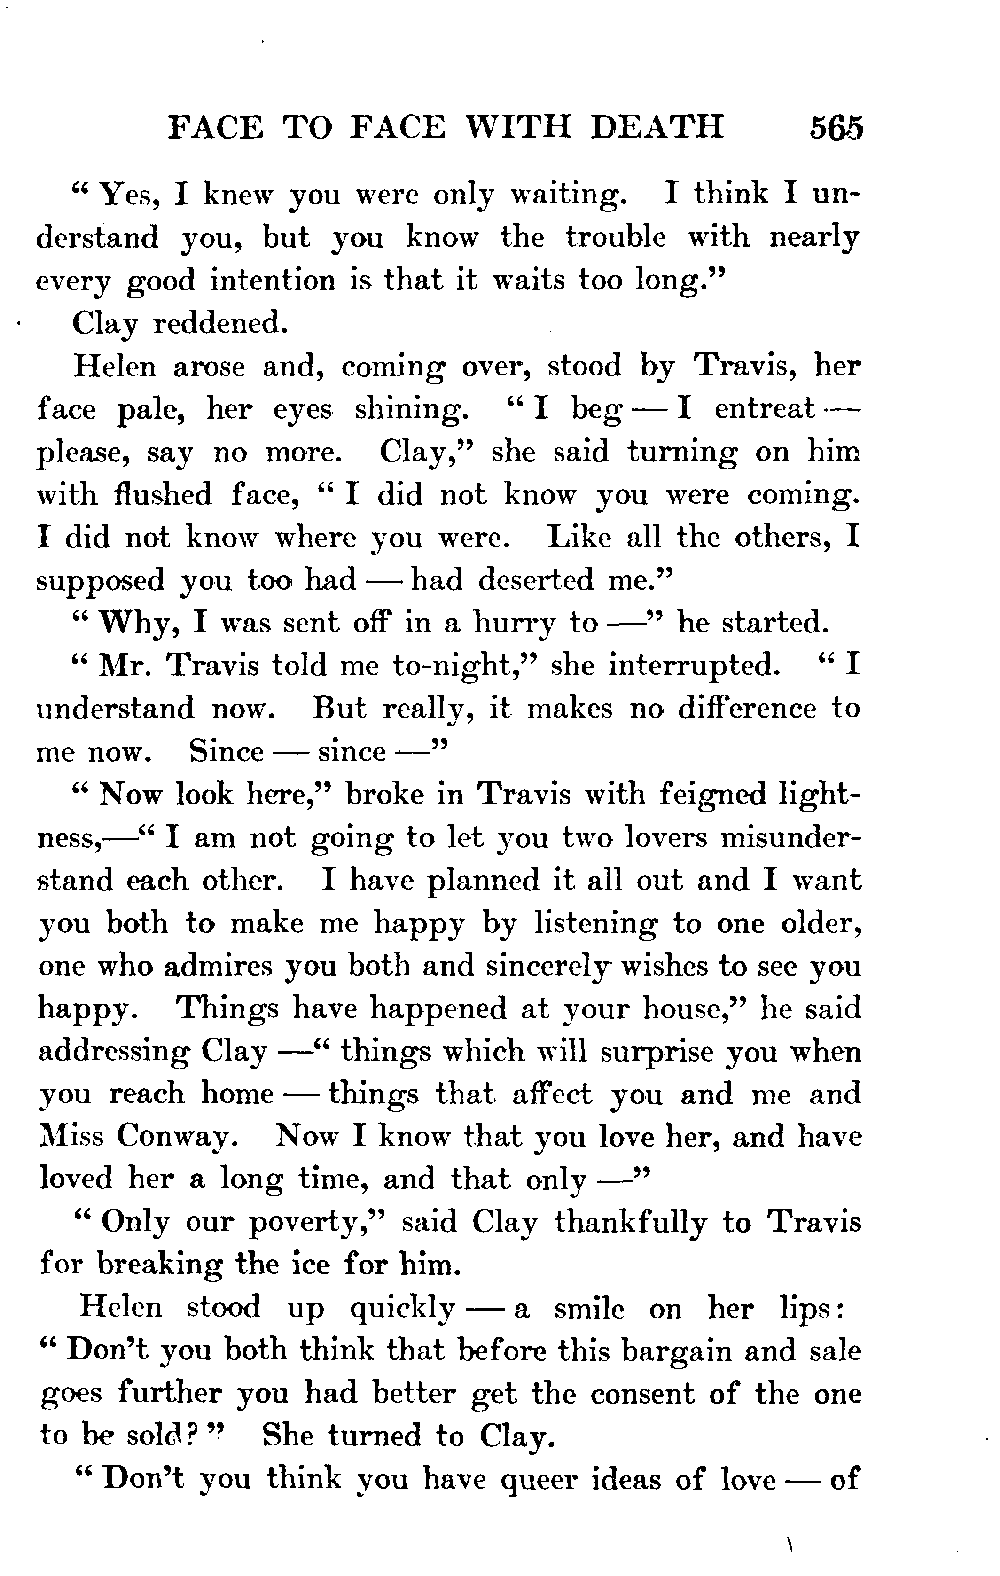 FACE TO FACE WITH DEATH 565
“ Yes, I knew you were only waiting. I think I un-
derstand you, but you know the trouble with nearly
every good intention is that it waits too long.”
Clay reddened.
Helen arose and, coming over, stood by Travis, her
face pale, her eyes shining. “ I beg — I entreat —
please, say no more. Clay,” she said turning on him
with flushed face, “ I did not know you were coming.
I did not know where you were. Like all the others, I
supposed you too had — had deserted me.”
“ Why, I was sent off in a hurry to —” he started.
“ Mr. Travis told me to-night,” she interrupted. “ I
understand now. But really, it makes no difference to
me now. Since — since —”
“ Now look here,” broke in Travis with feigned light-
ness,—“ I am not going to let you two lovers misunder-
stand each other. I have planned it all out and I want
you both to make me happy by listening to one older,
one who admires you both and sincerely wishes to see you
happy. Things have happened at your house,” he said
addressing Clay —“ things which will surprise you when
you reach home — things that affect you and me and
Miss Conway. Now I know that you love her, and have
loved her a long time, and that only —”
“ Only our poverty,” said Clay thankfully to Travis
for breaking the ice for him.
Helen stood up quickly — a smile on her lips:
“ Don’t you both think that before this bargain and sale
goes further you had better get the consent of the one
to be sold? ” She turned to Clay.
“ Don’t you think you have queer ideas of love — of